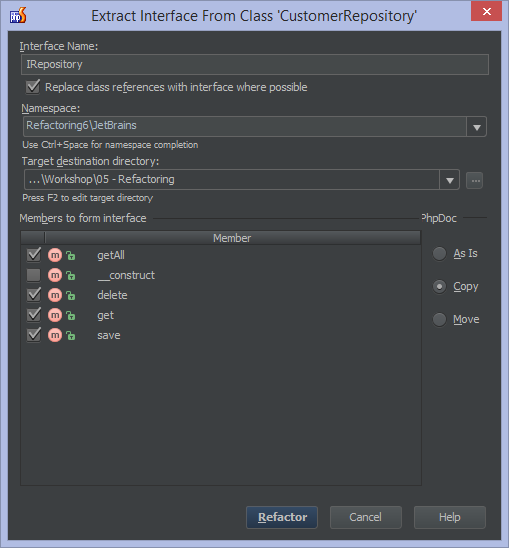 Extract Interface From Class 'CustomerRepository'
Interface Name:
IRepository
Replace class references with interface where possible
Namespace:
Refactoring6\JetBrains
Use Ctrl+Space for namespace completion
Target destination directory:
...\Workshop\05 - Refactoring
...
Press F2 to edit target directory
Members to form interface
PhpDoc
Member
m getAll
As Is
m __construct
Copy
m delete
m get
Move
m save
Refactor
Cancel
Help